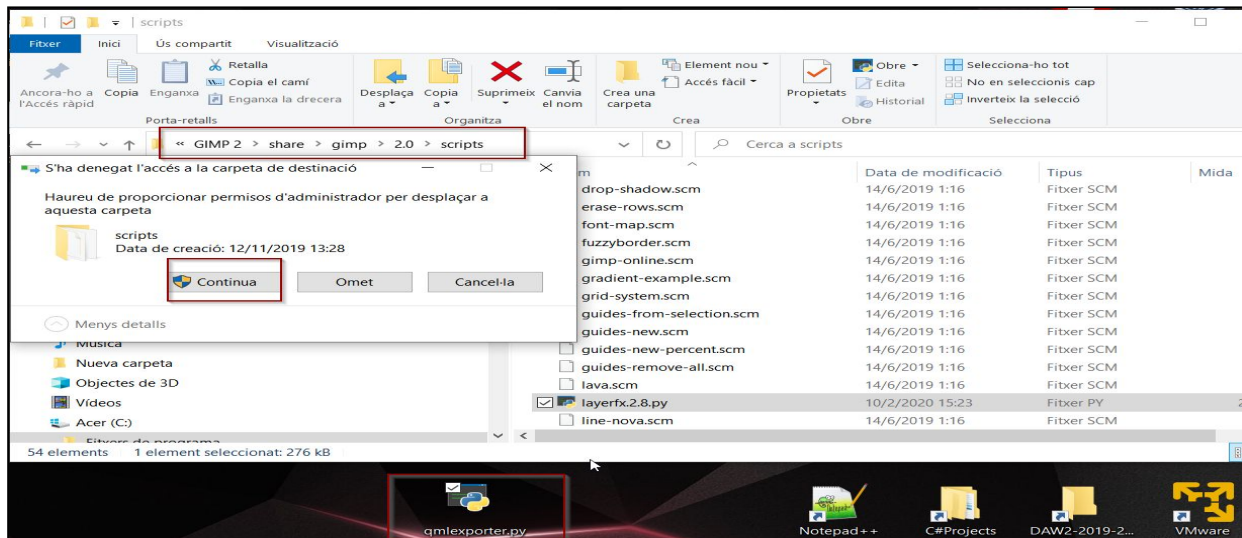 scripts
Fitxer Inici Ús compartit Visualització
Ancora-ho a l'Accés ràpid
Copia
Enganxa
Retalla
Copia el camí
Enganxa la drecera
Porta-retalls
Desplaça a
Copia a
Suprimeix
Canvia el nom
Organitza
Crea una carpeta
Element nou
Accés fàcil
Crea
Propietats
Obre
Edita
Historial
Obre
Selecciona-ho tot
No en seleccionis cap
Inverteix la selecció
Selecciona
« GIMP 2 > share > gimp > 2.0 > scripts
Cerca a scripts
S'ha denegat l'accés a la carpeta de destinació
Haureu de proporcionar permisos d'administrador per desplaçar a
aquesta carpeta
scripts
Data de creació: 12/11/2019 13:28
Continua Omet Cancel·la
Menys detalls
Música
Nueva carpeta
Objectes de 3D
Vídeos
Acer (C:)
Fitxers de programa
m Data de modificació Tipus Mida
drop-shadow.scm 14/6/2019 1:16 Fitxer SCM
erase-rows.scm 14/6/2019 1:16 Fitxer SCM
font-map.scm 14/6/2019 1:16 Fitxer SCM
fuzzyborder.scm 14/6/2019 1:16 Fitxer SCM
gimp-online.scm 14/6/2019 1:16 Fitxer SCM
gradient-example.scm 14/6/2019 1:16 Fitxer SCM
grid-system.scm 14/6/2019 1:16 Fitxer SCM
guides-from-selection.scm 14/6/2019 1:16 Fitxer SCM
guides-new.scm 14/6/2019 1:16 Fitxer SCM
guides-new-percent.scm 14/6/2019 1:16 Fitxer SCM
guides-remove-all.scm 14/6/2019 1:16 Fitxer SCM
lava.scm 14/6/2019 1:16 Fitxer SCM
layerfx.2.8.py 10/2/2020 15:23 Fitxer PY 2
line-nova.scm 14/6/2019 1:16 Fitxer SCM
54 elements 1 element seleccionat: 276 kB
qmlexporter.py Notepad++ C#Projects DAW2-2019-2... VMware